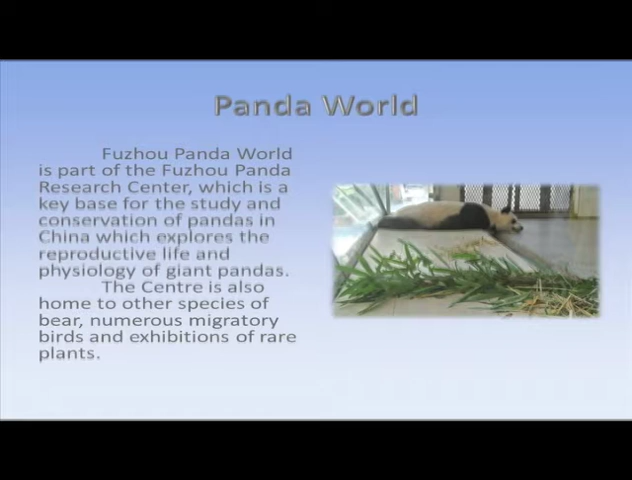 Panda World
Fuzhou Panda World
is part of the Fuzhou Panda
Research Center, which is a
key base for the study and
conservation of pandas in
China which explores the
reproductive life and
physiology of giant pandas.
The Centre is also
home to other species of
bear, numerous migratory
birds and exhibitions of rare
plants.